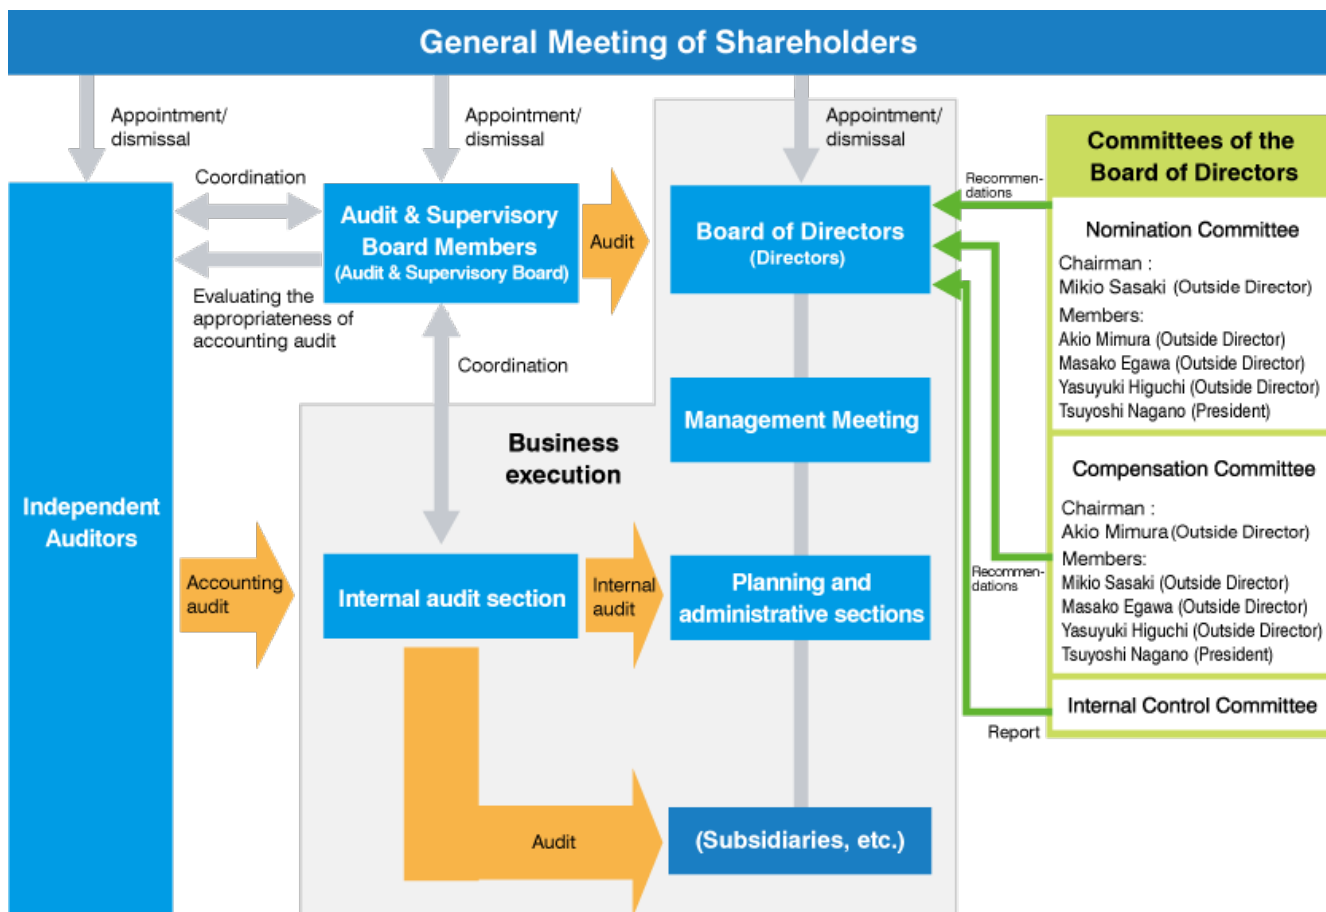 General Meeting of Shareholders
Appointment/
dismissal
Appointment/
dismissal
Appointment/
dismissal
Independent
Auditors
Coordination
Evaluating the
appropriateness of
accounting audit
Audit & Supervisory
Board Members
(Audit & Supervisory Board)
Audit
Board of Directors
(Directors)
Coordination
Business
execution
Management Meeting
Accounting
audit
Internal audit section
Internal
audit
Planning and
administrative sections
Audit
(Subsidiaries, etc.)
Recommen-
dations
Recommen-
dations
Report
Committees of the
Board of Directors
Nomination Committee
Chairman :
Mikio Sasaki (Outside Director)
Members:
Akio Mimura (Outside Director)
Masako Egawa (Outside Director)
Yasuyuki Higuchi (Outside Director)
Tsuyoshi Nagano (President)
Compensation Committee
Chairman :
Akio Mimura (Outside Director)
Members:
Mikio Sasaki (Outside Director)
Masako Egawa (Outside Director)
Yasuyuki Higuchi (Outside Director)
Tsuyoshi Nagano (President)
Internal Control Committee